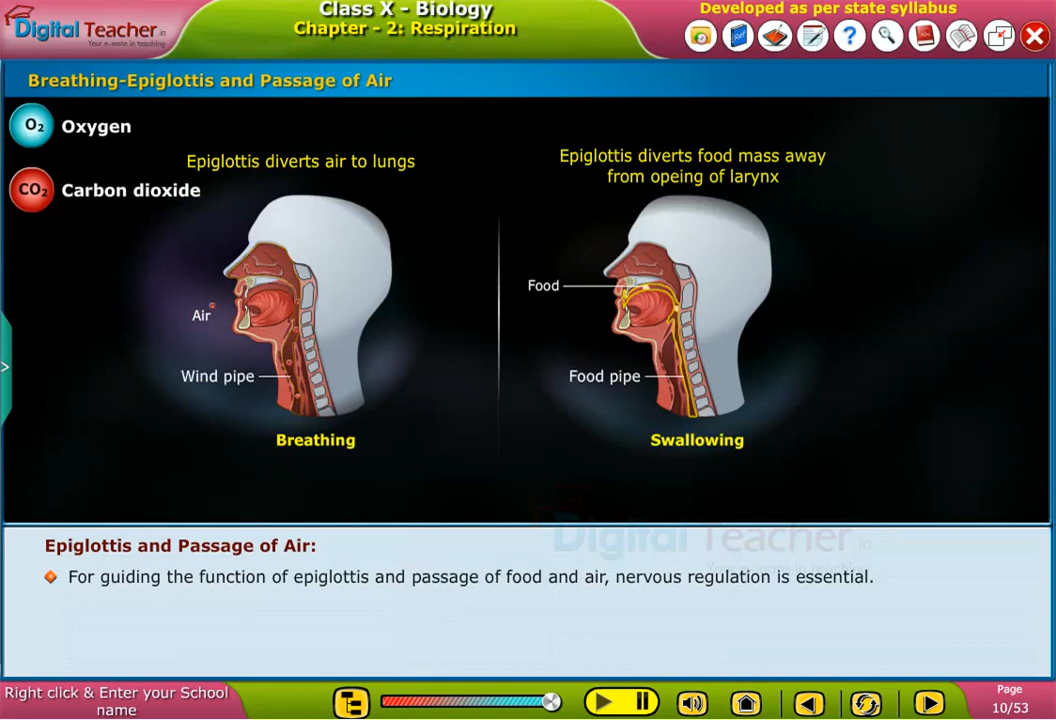 Digital Teacher.in
Your e-mate in teaching
Class X - Biology
Chapter - 2: Respiration
Developed as per state syllabus
Breathing-Epiglottis and Passage of Air
O₂ Oxygen
CO₂ Carbon dioxide
Epiglottis diverts air to lungs
Air
Wind pipe
Breathing
Epiglottis diverts food mass away
from opeing of larynx
Food
Food pipe
Swallowing
Digital Teacher.in
Epiglottis and Passage of Air:
For guiding the function of epiglottis and passage of food and air, nervous regulation is essential.
Right click & Enter your School
name
Page
10/53